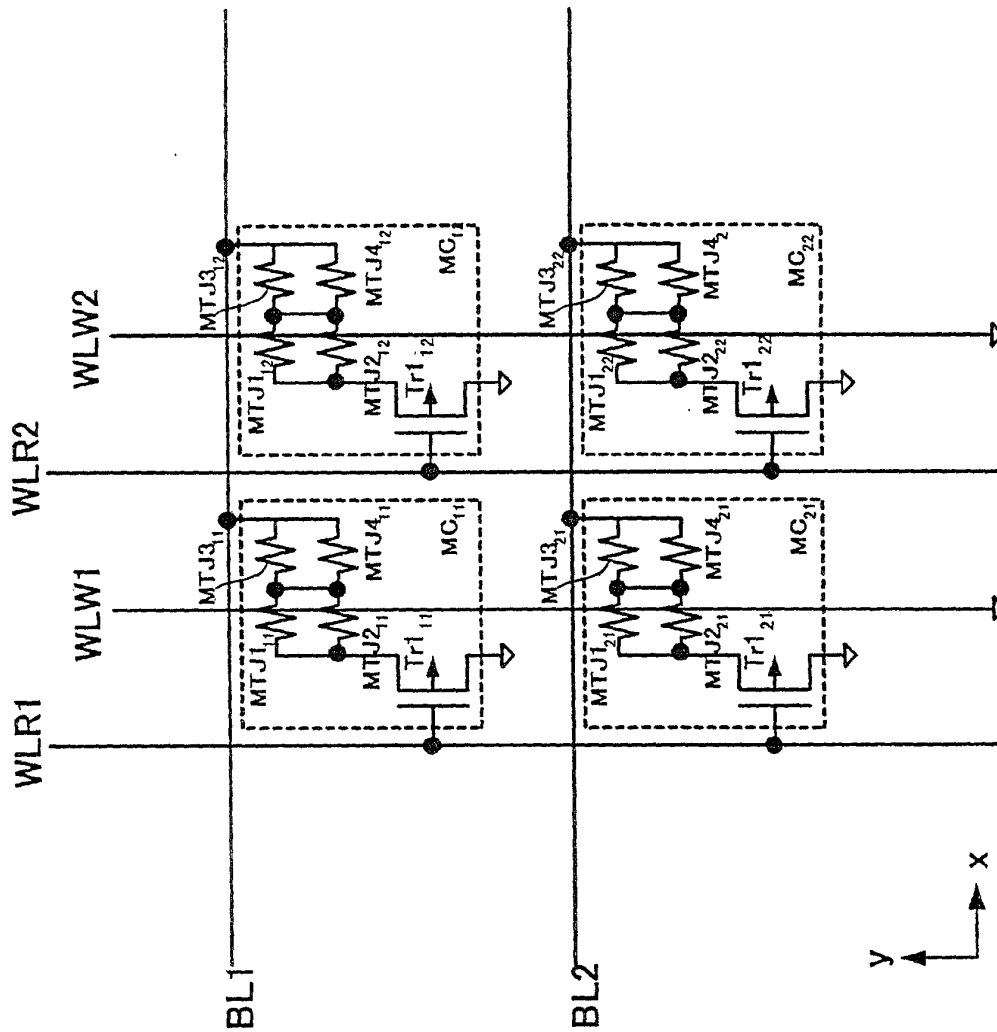 WLR1
WLW1
WLR2
WLW2
BL1
MTJ3₁₁
MTJ1₁₁
MTJ2₁₁
MTJ4₁₁
Tr1₁₁
MC₁₁
MTJ3₁₂
MTJ1₁₂
MTJ2₁₂
MTJ4₁₂
Tr1₁₂
MC₁₂
BL2
MTJ3₂₁
MTJ1₂₁
MTJ2₂₁
MTJ4₂₁
Tr1₂₁
MC₂₁
MTJ3₂₂
MTJ1₂₂
MTJ2₂₂
MTJ4₂
Tr1₂₂
MC₂₂
y
x